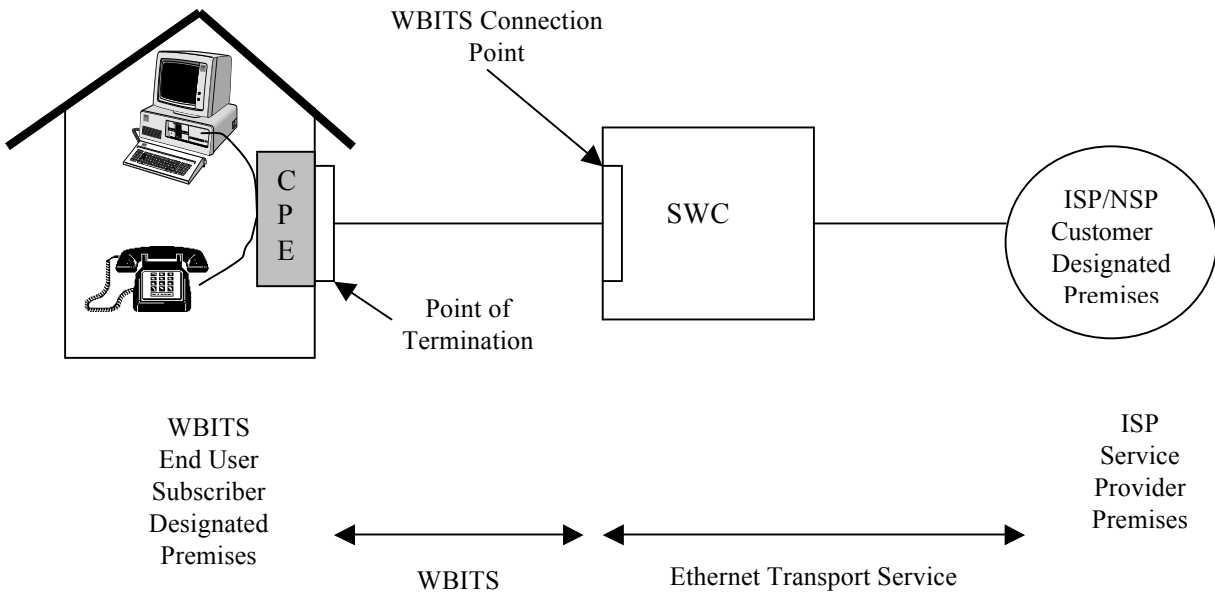 WBITS Connection
Point
C
P
E
SWC
ISP/NSP
Customer
Designated
Premises
Point of
Termination
WBITS
End User
Subscriber
Designated
Premises
ISP
Service
Provider
Premises
WBITS
Ethernet Transport Service